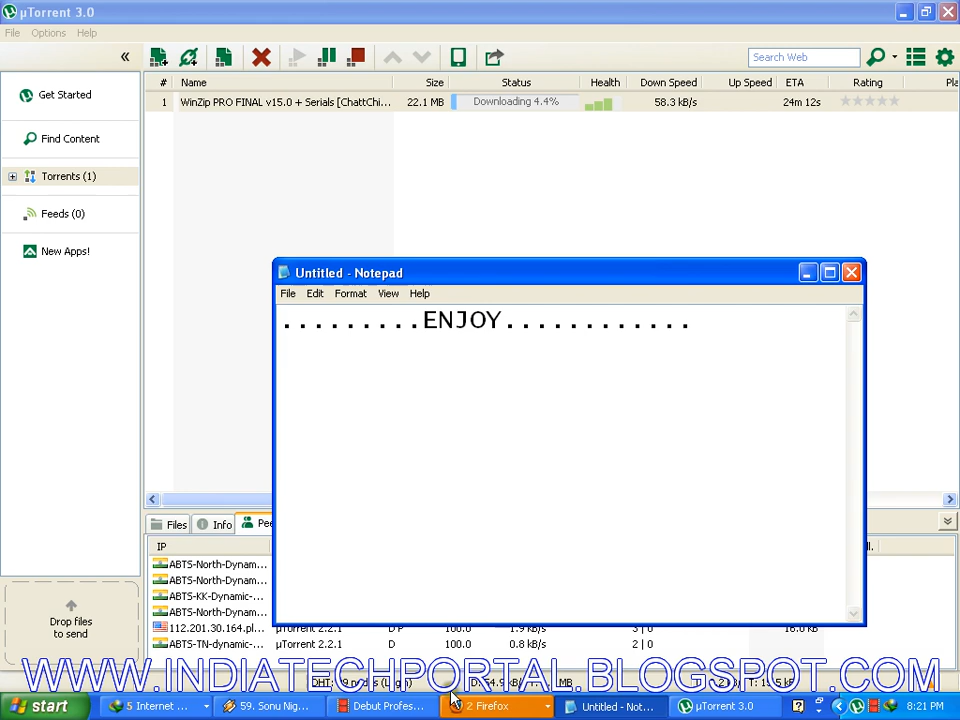 µTorrent 3.0
File Options Help
« Search Web
# Name Size Status Health Down Speed Up Speed ETA Rating
1 WinZip PRO FINAL v15.0 + Serials [ChattChi... 22.1 MB Downloading 4.4% 58.3 kB/s 24m 12s
Get Started
Find Content
Torrents (1)
Feeds (0)
New Apps!
Untitled - Notepad
File Edit Format View Help
.........ENJOY............
Files Info
IP
ABTS-North-Dynam...
ABTS-North-Dynam...
ABTS-KK-Dynamic-...
ABTS-North-Dynam...
112.201.30.164.pl... µTorrent 2.2.1 D P 100.0 1.9 kB/s 3 | 0 16.0 kB
ABTS-TN-dynamic-... µTorrent 2.2.1 D 100.0 0.8 kB/s 2 | 0
Drop files
to send
WWW.INDIATECHPORTAL.BLOGSPOT.COM
start 5 Internet ... 59. Sonu Nig... Debut Profes... 2 Firefox Untitled - Not... µTorrent 3.0 8:21 PM